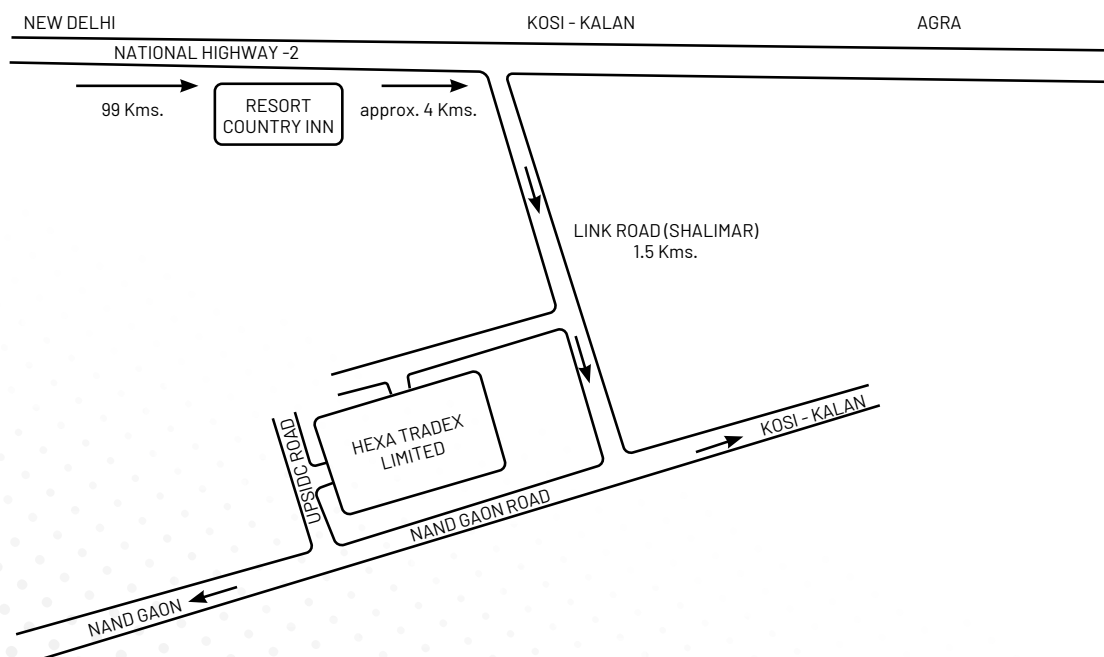 NEW DELHI
KOSI - KALAN
AGRA
NATIONAL HIGHWAY -2
99 Kms.
RESORT
COUNTRY INN
approx. 4 Kms.
LINK ROAD (SHALIMAR)
1.5 Kms.
HEXA TRADEX
LIMITED
UPSIDC ROAD
KOSI - KALAN
NAND GAON ROAD
NAND GAON